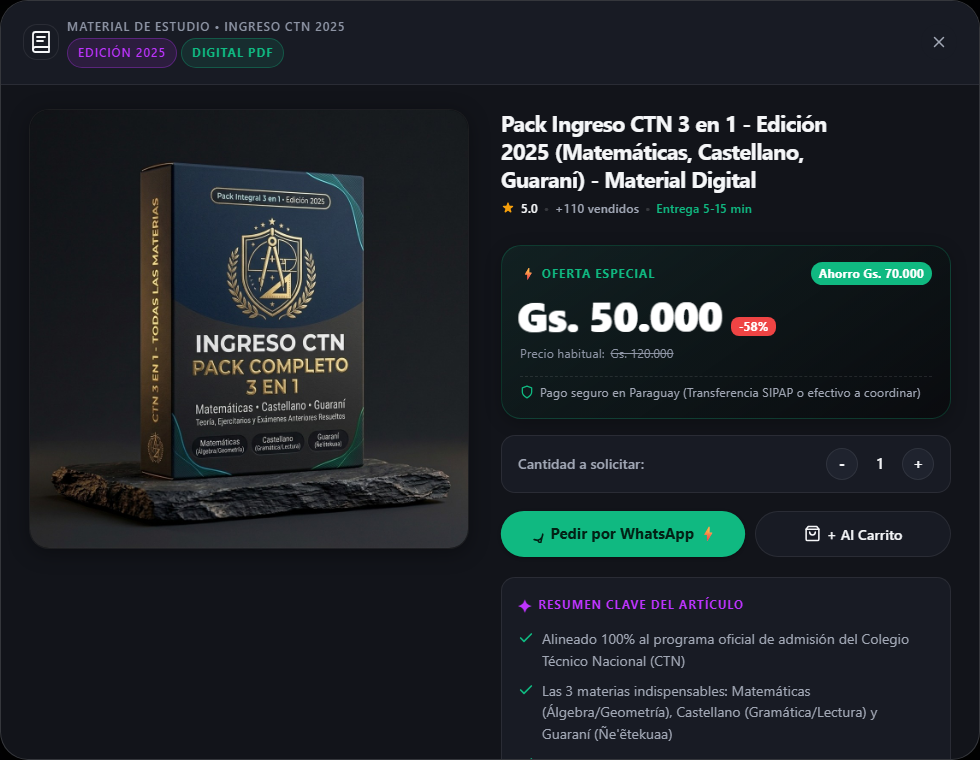 MATERIAL DE ESTUDIO • INGRESO CTN 2025
EDICIÓN 2025
DIGITAL PDF
CTN 3 EN 1 - TODAS LAS MATERIAS
Pack Integral 3 en 1 - Edición 2025
INGRESO CTN
PACK COMPLETO
3 EN 1
Matemáticas • Castellano • Guaraní
Teoría, Ejercitarios y Exámenes Anteriores Resueltos
Matemáticas
(Álgebra/Geometría)
Castellano
(Gramática/Lectura)
Guaraní
(Ñe'ẽtekuaa)
Pack Ingreso CTN 3 en 1 - Edición
2025 (Matemáticas, Castellano,
Guaraní) - Material Digital
5.0 • +110 vendidos • Entrega 5-15 min
OFERTA ESPECIAL
Ahorro Gs. 70.000
Gs. 50.000
-58%
Precio habitual: Gs. 120.000
Pago seguro en Paraguay (Transferencia SIPAP o efectivo a coordinar)
Cantidad a solicitar:
- 1 +
Pedir por WhatsApp
+ Al Carrito
RESUMEN CLAVE DEL ARTÍCULO
Alineado 100% al programa oficial de admisión del Colegio
Técnico Nacional (CTN)
Las 3 materias indispensables: Matemáticas
(Álgebra/Geometría), Castellano (Gramática/Lectura) y
Guaraní (Ñe'ẽtekuaa)